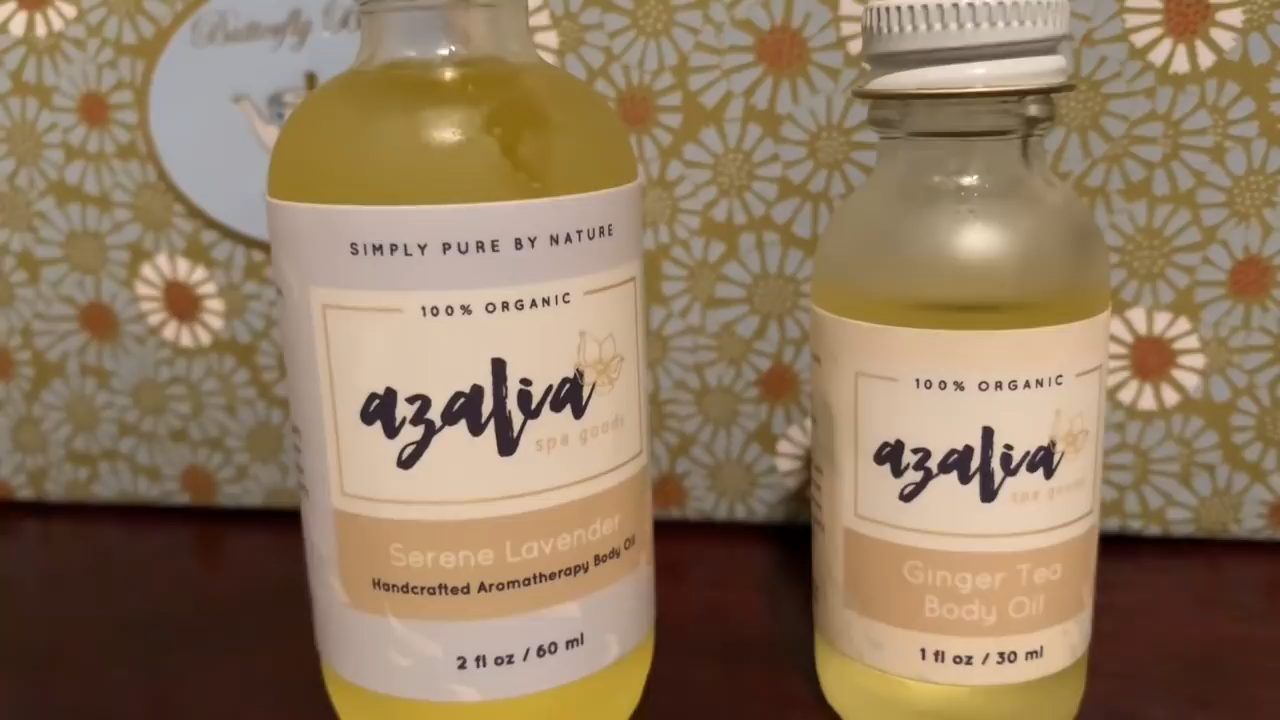 Butterfly
SIMPLY PURE BY NATURE
100% ORGANIC
azalia
spa goods
Serene Lavender
Handcrafted Aromatherapy Body Oil
2 fl oz / 60 ml
100% ORGANIC
azalia
spa goods
Ginger Tea
Body Oil
1 fl oz / 30 ml